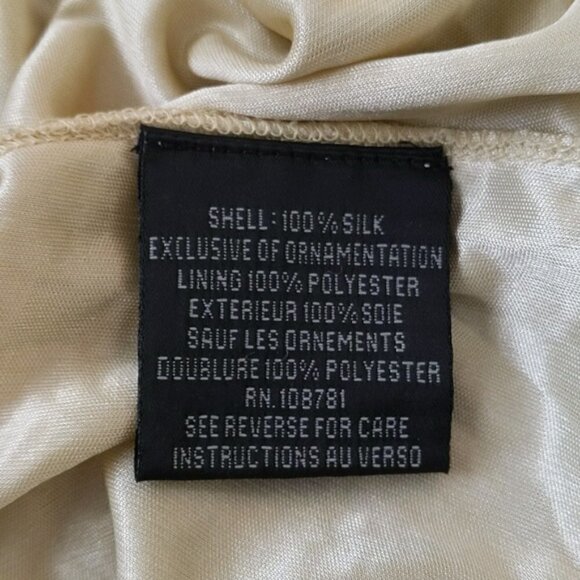 SHELL: 100% SILK
EXCLUSIVE OF ORNAMENTATION
LINING 100% POLYESTER
EXTERIEUR 100% SOIE
SAUF LES ORNEMENTS
DOUBLURE 100% POLYESTER
RN. 108781
SEE REVERSE FOR CARE
INSTRUCTIONS AU VERSO